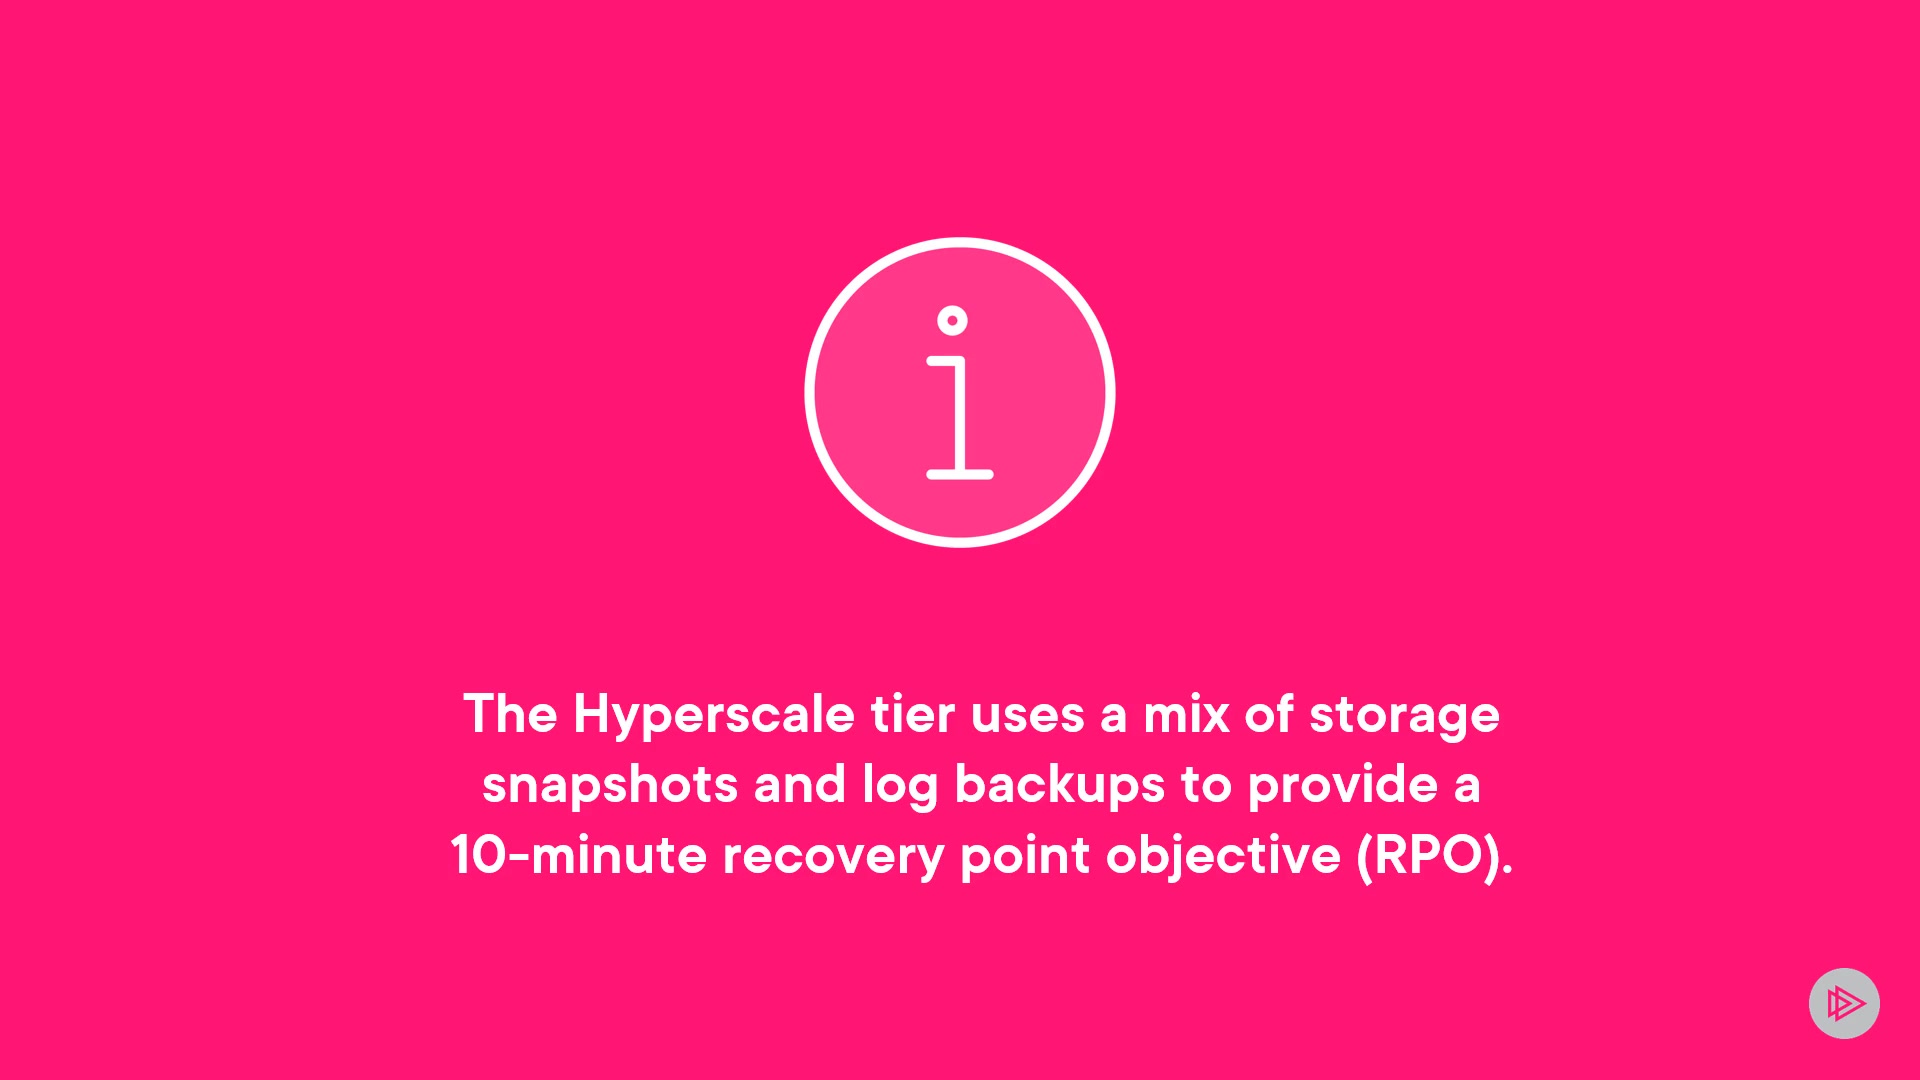 The Hyperscale tier uses a mix of storage
snapshots and log backups to provide a
10-minute recovery point objective (RPO).